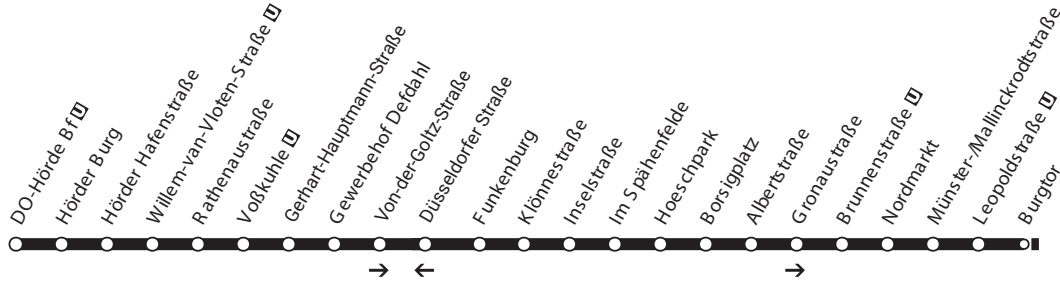 DO-Hörde Bf U
Hörder Burg
Hörder Hafenstraße
Willem-van-Vloten-Straße U
Rathenaustraße
Voßkuhle U
Gerhart-Hauptmann-Straße
Gewerbehof Defdahl
Von-der-Goltz-Straße
Düsseldorfer Straße
Funkenburg
Klönnestraße
Inselstraße
Im Spähenfelde
Hoeschpark
Borsigplatz
Albertstraße
Gronaustraße
Brunnenstraße U
Nordmarkt
Münster-/Mallinckrodtstraße
Leopoldstraße U
Burgtor